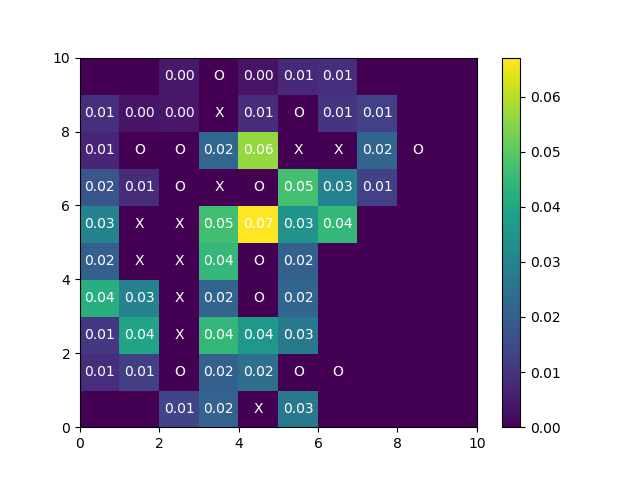 10 0.00 O 0.00 0.01 0.01
0.01 0.00 0.00 X 0.01 O 0.01 0.01 0.06
8
0.01 O O 0.02 0.06 X X 0.02 O 0.05
0.02 0.01 O X O 0.05 0.03 0.01
6 0.04
0.03 X X 0.05 0.07 0.03 0.04
0.02 X X 0.04 O 0.02 0.03
4
0.04 0.03 X 0.02 O 0.02
0.01 0.04 X 0.04 0.04 0.03 0.02
2
0.01 0.01 O 0.02 0.02 O O 0.01
0.01 0.02 X 0.03
0 0.00
0 2 4 6 8 10